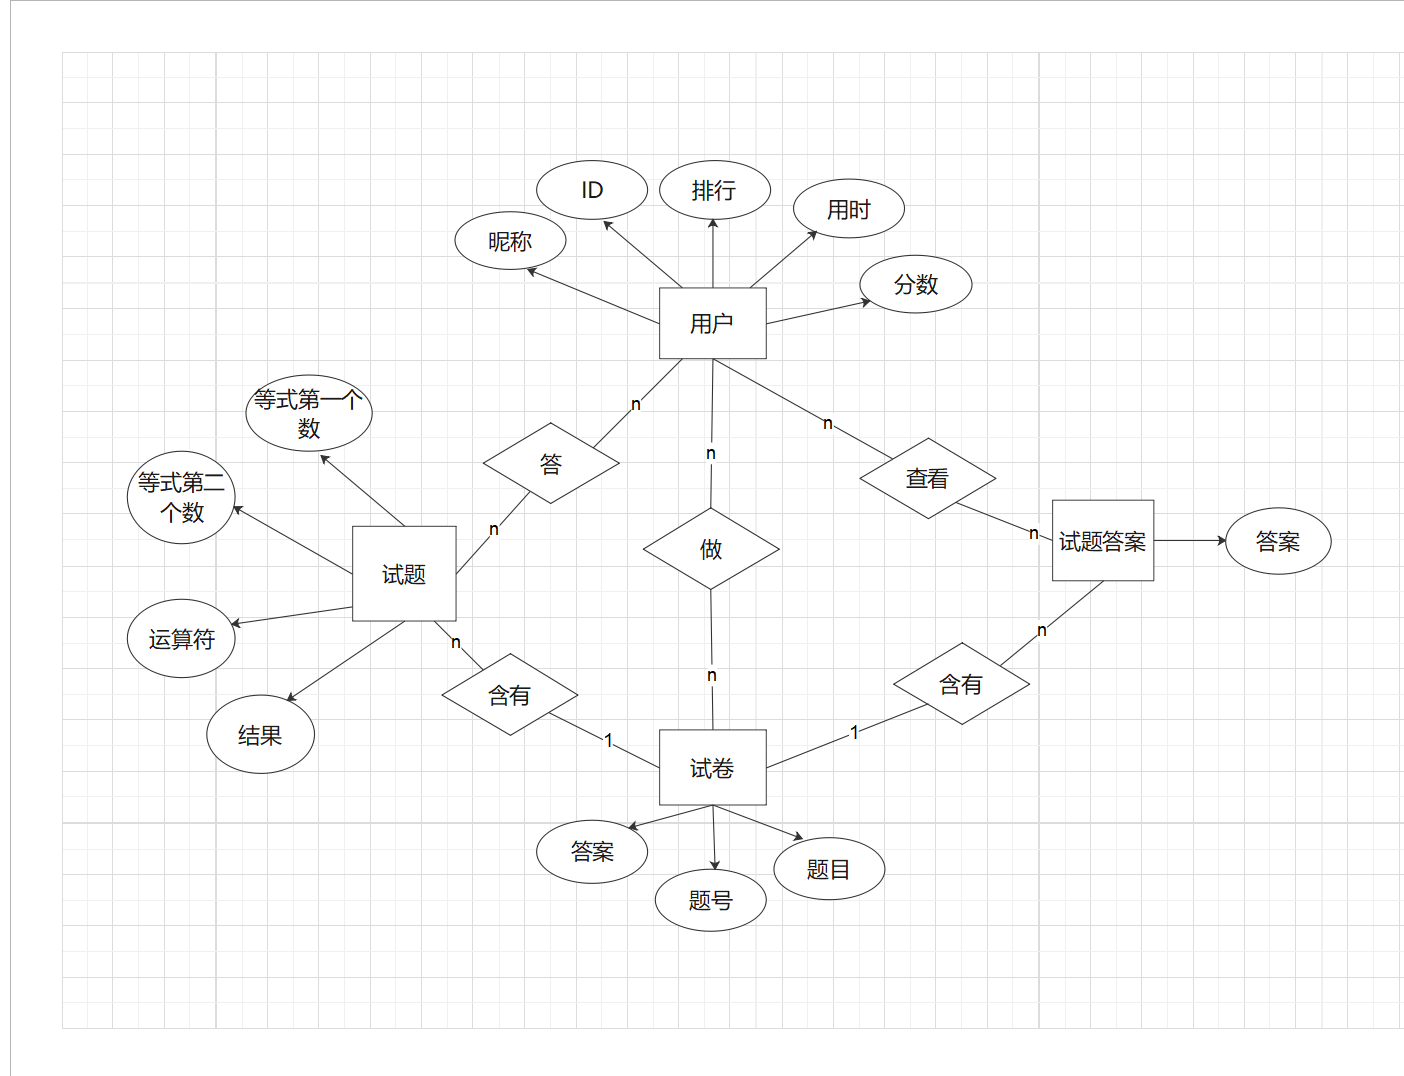 ID
排行
用时
昵称
分数
用户
等式第一个
数
n
n
n
答
查看
等式第二
个数
n
n
做
试题答案
答案
试题
运算符
n
n
n
含有
含有
结果
1
1
试卷
答案
题号
题目